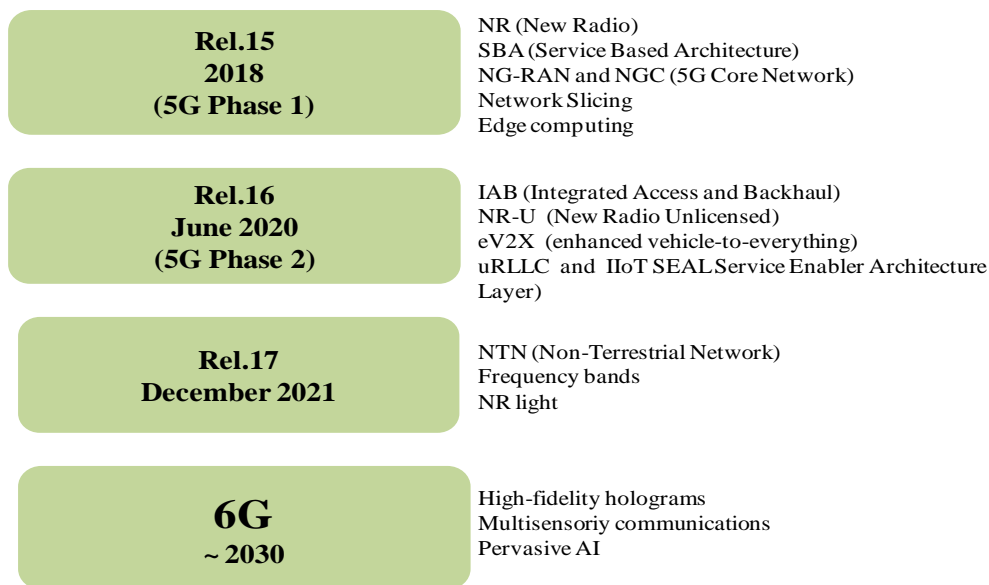 Rel.15
2018
(5G Phase 1)
NR (New Radio)
SBA (Service Based Architecture)
NG-RAN and NGC (5G Core Network)
Network Slicing
Edge computing
Rel.16
June 2020
(5G Phase 2)
IAB (Integrated Access and Backhaul)
NR-U (New Radio Unlicensed)
eV2X (enhanced vehicle-to-everything)
uRLLC and IIoT SEAL Service Enabler Architecture
Layer)
Rel.17
December 2021
NTN (Non-Terrestrial Network)
Frequency bands
NR light
6G
~ 2030
High-fidelity holograms
Multisensoriy communications
Pervasive AI